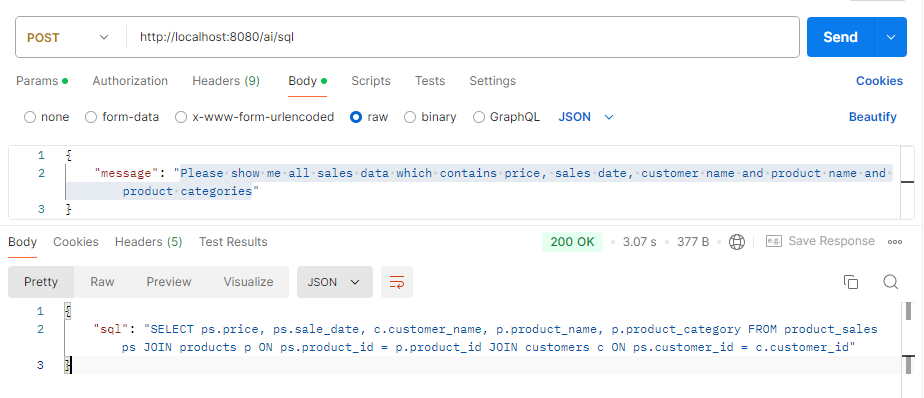 POST http://localhost:8080/ai/sql Send
Params Authorization Headers (9) Body Scripts Tests Settings Cookies
none form-data x-www-form-urlencoded raw binary GraphQL JSON Beautify
1 {
2 "message": "Please show me all sales data which contains price, sales date, customer name and product name and
product categories"
3 }
Body Cookies Headers (5) Test Results 200 OK 3.07 s 377 B e.g. Save Response
Pretty Raw Preview Visualize JSON
1 {
2 "sql": "SELECT ps.price, ps.sale_date, c.customer_name, p.product_name, p.product_category FROM product_sales
ps JOIN products p ON ps.product_id = p.product_id JOIN customers c ON ps.customer_id = c.customer_id"
3 }